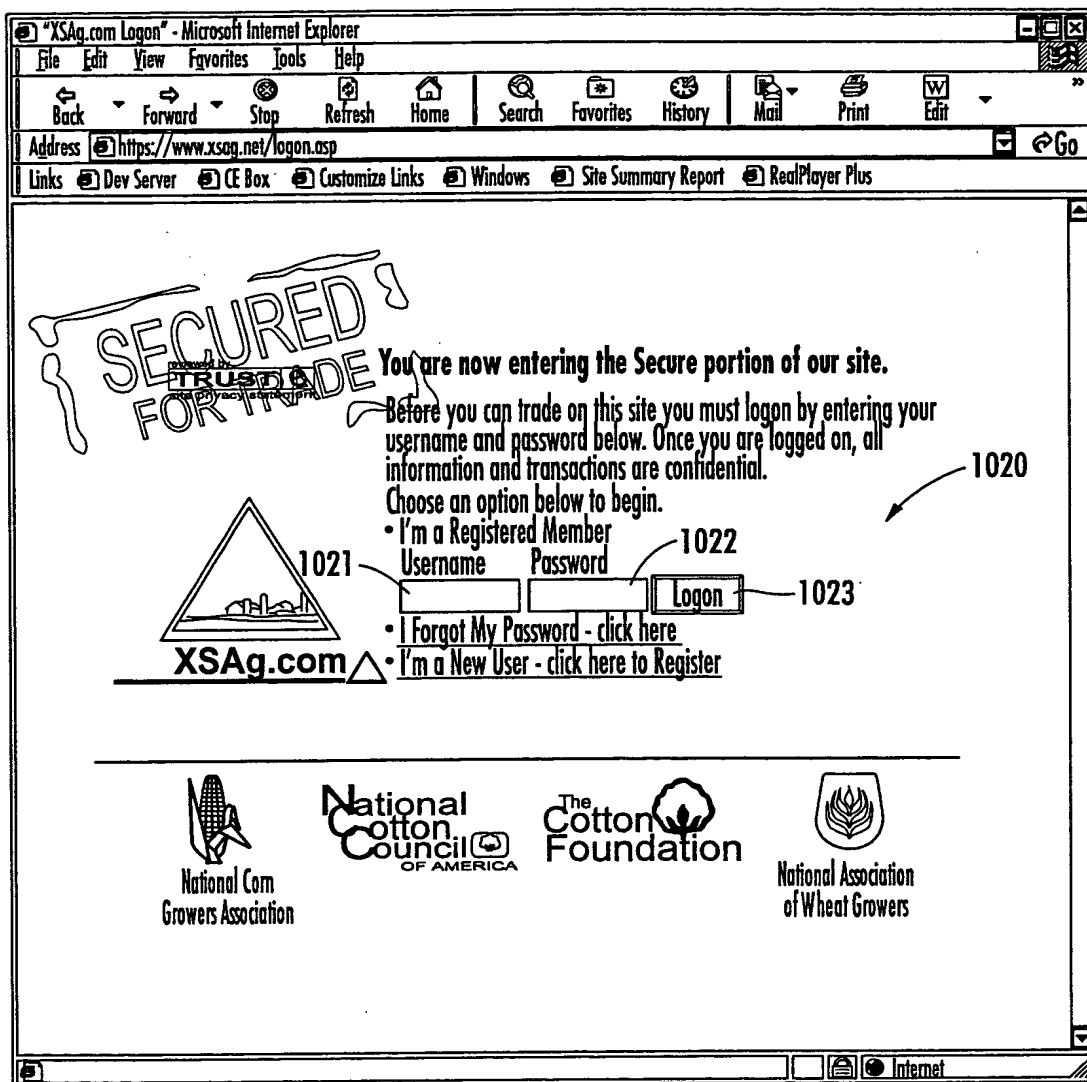 "XSAg.com Logon" - Microsoft Internet Explorer
File Edit View Favorites Tools Help
Back Forward Stop Refresh Home Search Favorites History Mail Print Edit »
Address https://www.xsag.net/logon.asp Go
Links Dev Server CE Box Customize Links Windows Site Summary Report RealPlayer Plus
SECURED
FOR TRADE
reviewed by
TRUST e
site privacy statement
You are now entering the Secure portion of our site.
Before you can trade on this site you must logon by entering your
username and password below. Once you are logged on, all
information and transactions are confidential.
Choose an option below to begin.
1020
• I'm a Registered Member
Username Password
1021
1022
Logon
1023
• I Forgot My Password - click here
• I'm a New User - click here to Register
XSAg.com
National Corn
Growers Association
National
Cotton
Council
OF AMERICA
The
Cotton
Foundation
National Association
of Wheat Growers
Internet